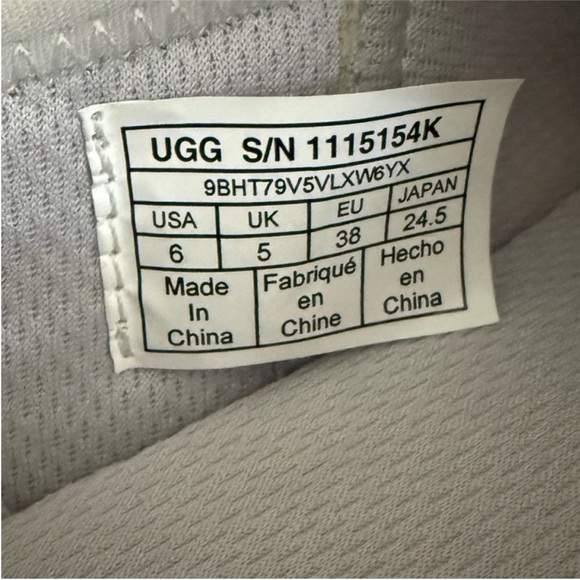 UGG S/N 1115154K
9BHT79V5VLXW6YX
USA UK EU JAPAN
6 5 38 24.5
Made In China
Fabriqué en Chine
Hecho en China